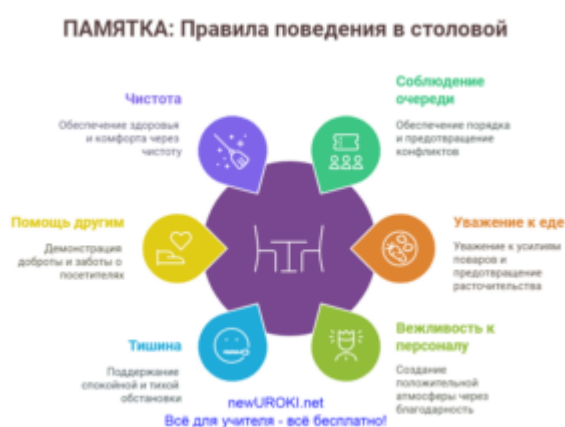 ПАМЯТКА: Правила поведения в столовой
Чистота
Обеспечение здоровья
и комфорта через
чистоту
Соблюдение
очереди
Обеспечение порядка
и предотвращение
конфликтов
Помощь другим
Демонстрация
доброты и заботы о
посетителях
Уважение к еде
Уважение к усилиям
поваров и
предотвращение
расточительства
Тишина
Поддержание
спокойной и тихой
обстановки
Вежливость к
персоналу
Создание
положительной
атмосферы через
благодарность
newUROKI.net
Всё для учителя - всё бесплатно!